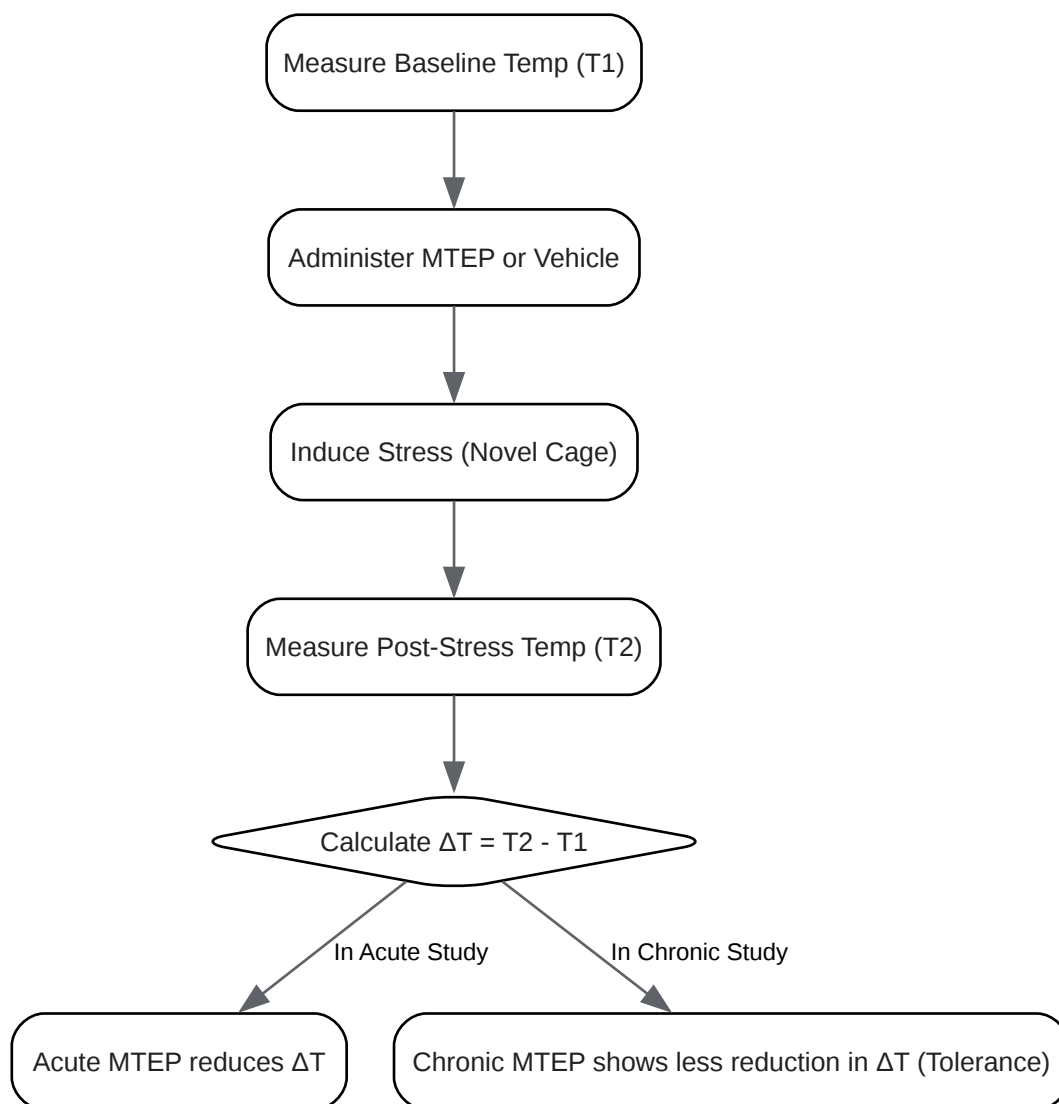 Measure Baseline Temp (T1)
Administer MTEP or Vehicle
Induce Stress (Novel Cage)
Measure Post-Stress Temp (T2)
Calculate ΔT = T2 - T1
In Acute Study
In Chronic Study
Acute MTEP reduces ΔT
Chronic MTEP shows less reduction in ΔT (Tolerance)